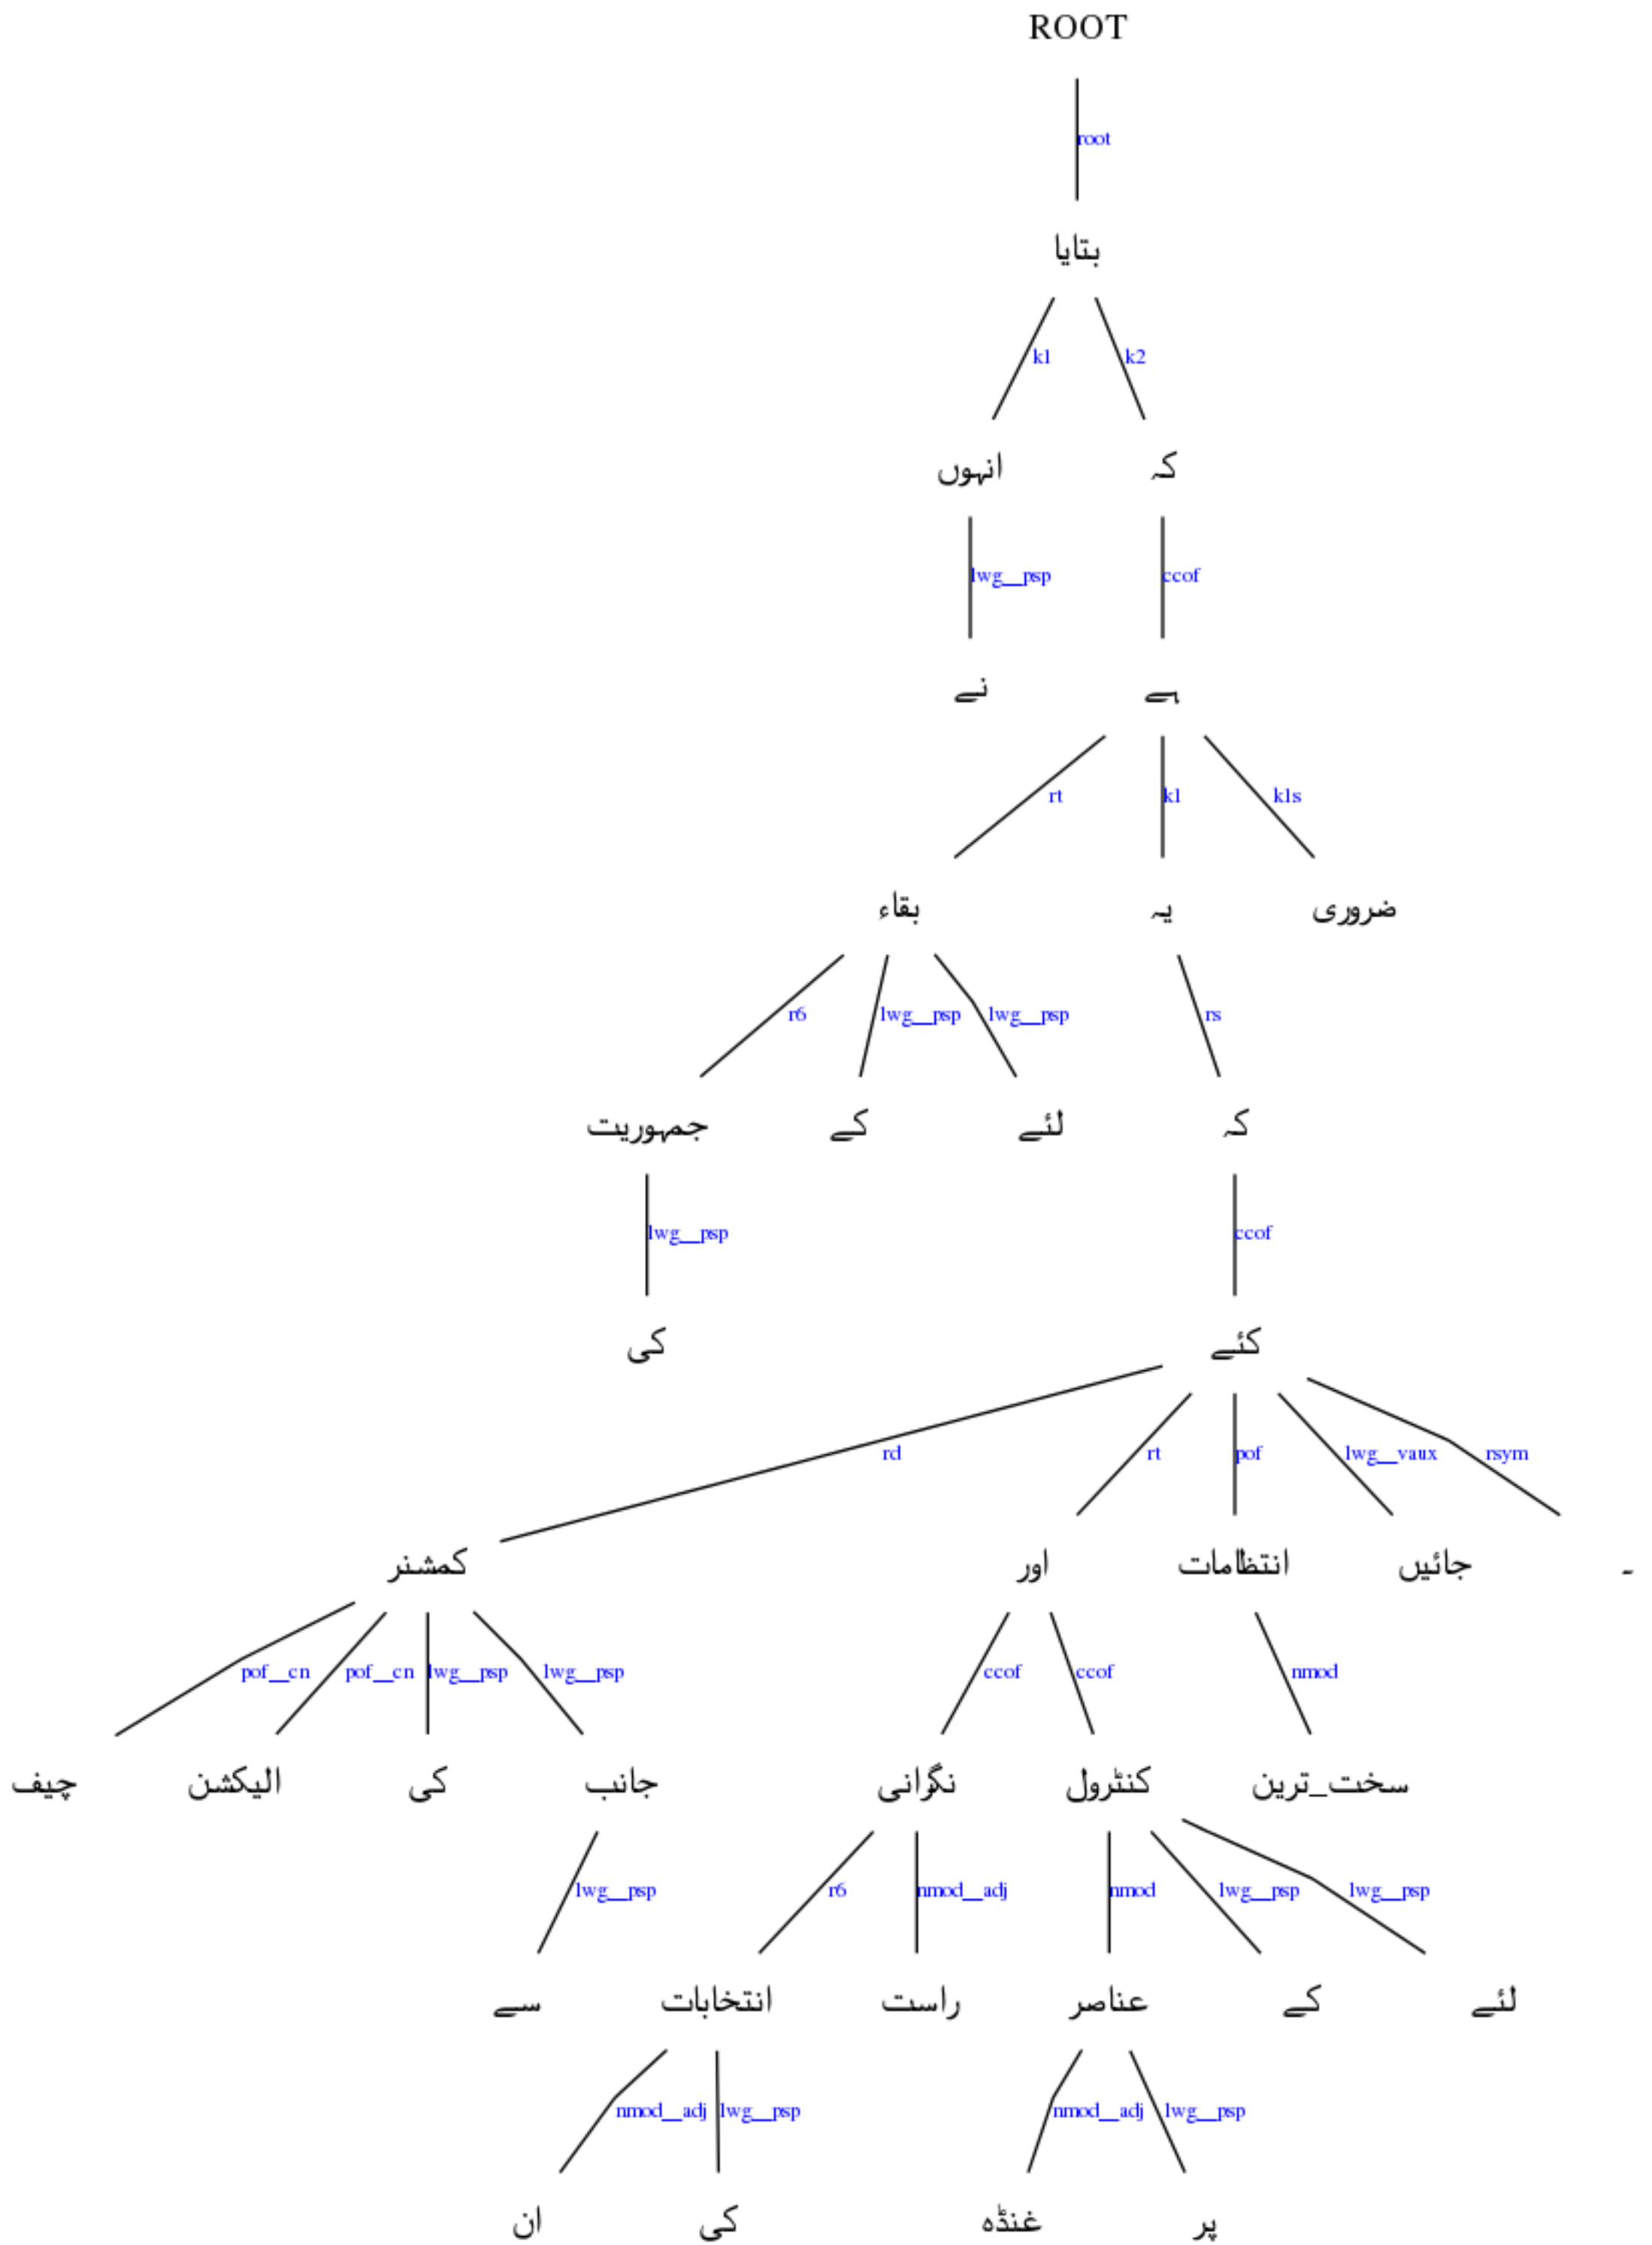 ROOT
root
بتایا
k1 k2
انہوں کہ
lwg__psp ccof
نے ہے
rt k1 k1s
بقاء یہ ضروری
r6 lwg__psp lwg__psp rs
جمہوریت کے لئے کہ
lwg__psp ccof
کی کئے
rd rt pof lwg__vaux rsym
کمشنر اور انتظامات جائیں ۔
pof__cn pof__cn lwg__psp lwg__psp ccof ccof nmod
چیف الیکشن کی جانب نگرانی کنٹرول سخت_ترین
lwg__psp r6 nmod__adj nmod lwg__psp lwg__psp
سے انتخابات راست عناصر کے لئے
nmod__adj lwg__psp nmod__adj lwg__psp
ان کی غنڈہ پر